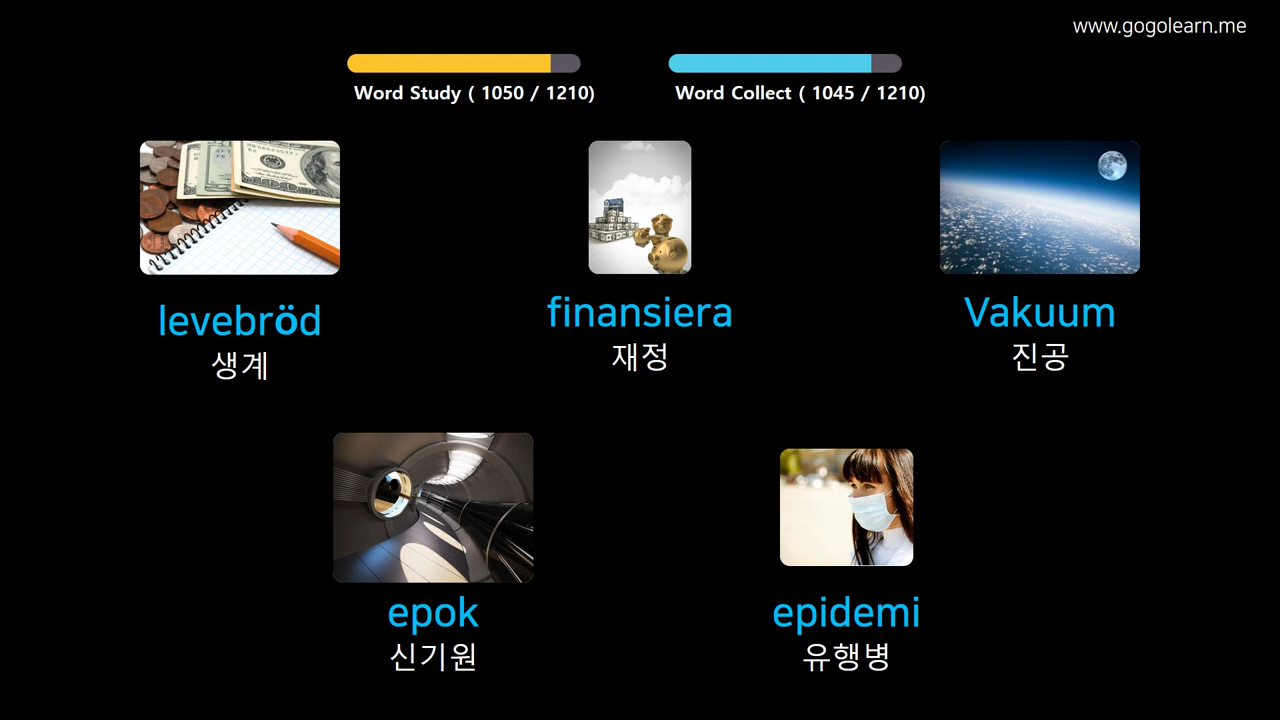 www.gogolearn.me
Word Study ( 1050 / 1210)
Word Collect ( 1045 / 1210)
levebröd
생계
finansiera
재정
Vakuum
진공
epok
신기원
epidemi
유행병